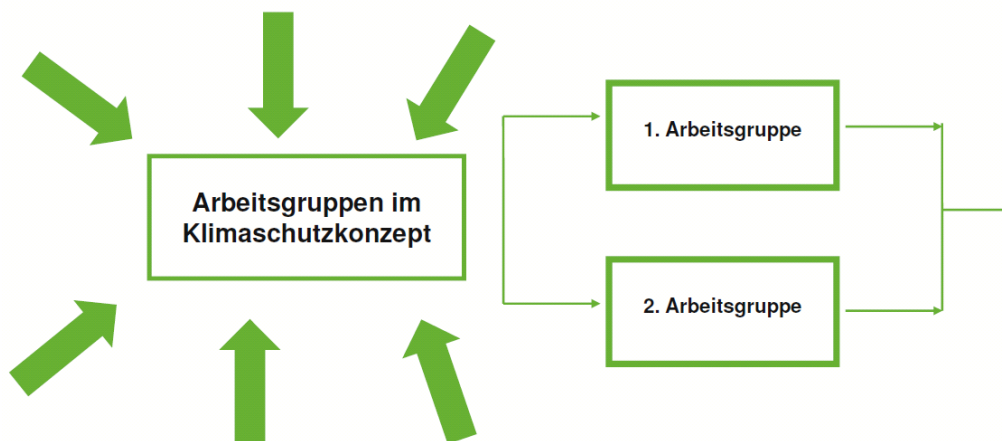 Arbeitsgruppen im
Klimaschutzkonzept
1. Arbeitsgruppe
2. Arbeitsgruppe